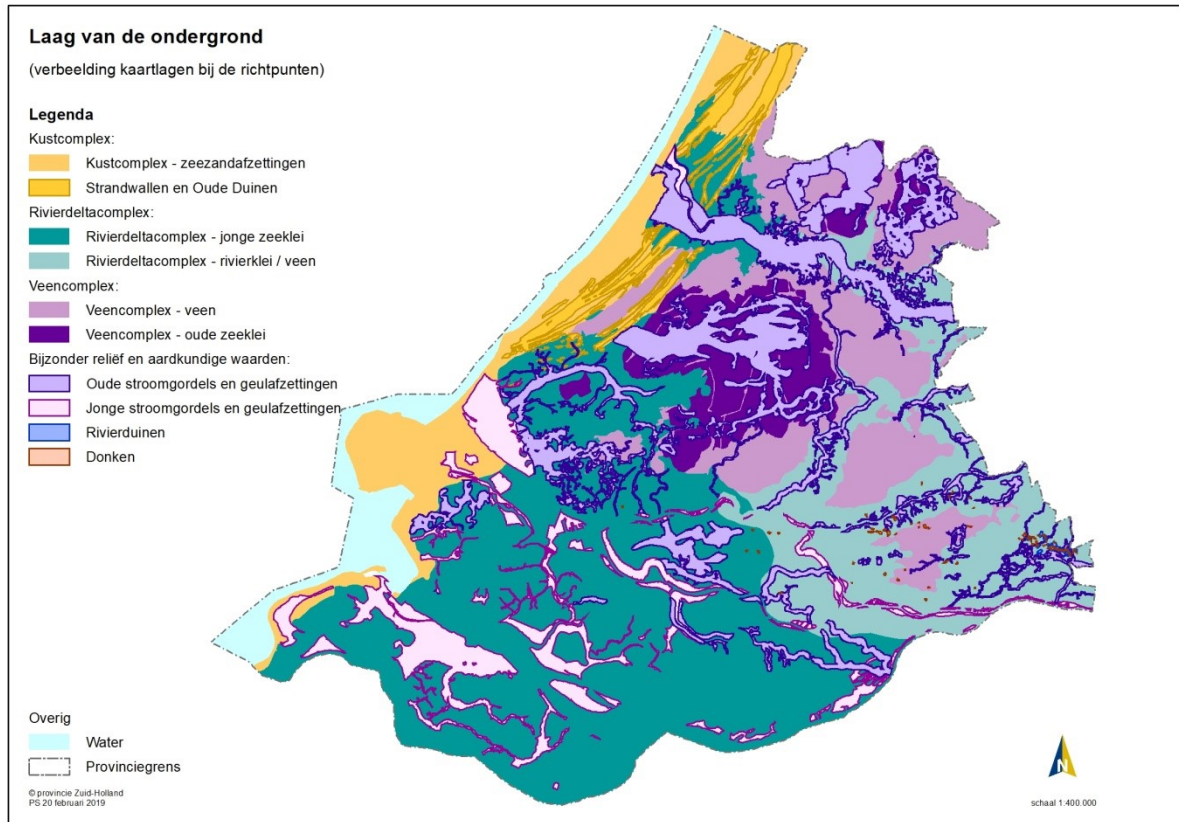 Laag van de ondergrond
(verbeelding kaartlagen bij de richtpunten)
Legenda
Kustcomplex:
Kustcomplex - zeezandafzettingen
Strandwallen en Oude Duinen
Rivierdeltacomplex:
Rivierdeltacomplex - jonge zeeklei
Rivierdeltacomplex - rivierklei / veen
Veencomplex:
Veencomplex - veen
Veencomplex - oude zeeklei
Bijzonder reliëf en aardkundige waarden:
Oude stroomgordels en geulafzettingen
Jonge stroomgordels en geulafzettingen
Rivierduinen
Donken
Overig
Water
Provinciegrens
© provincie Zuid-Holland
PS 20 februari 2019
N
schaal 1:400.000